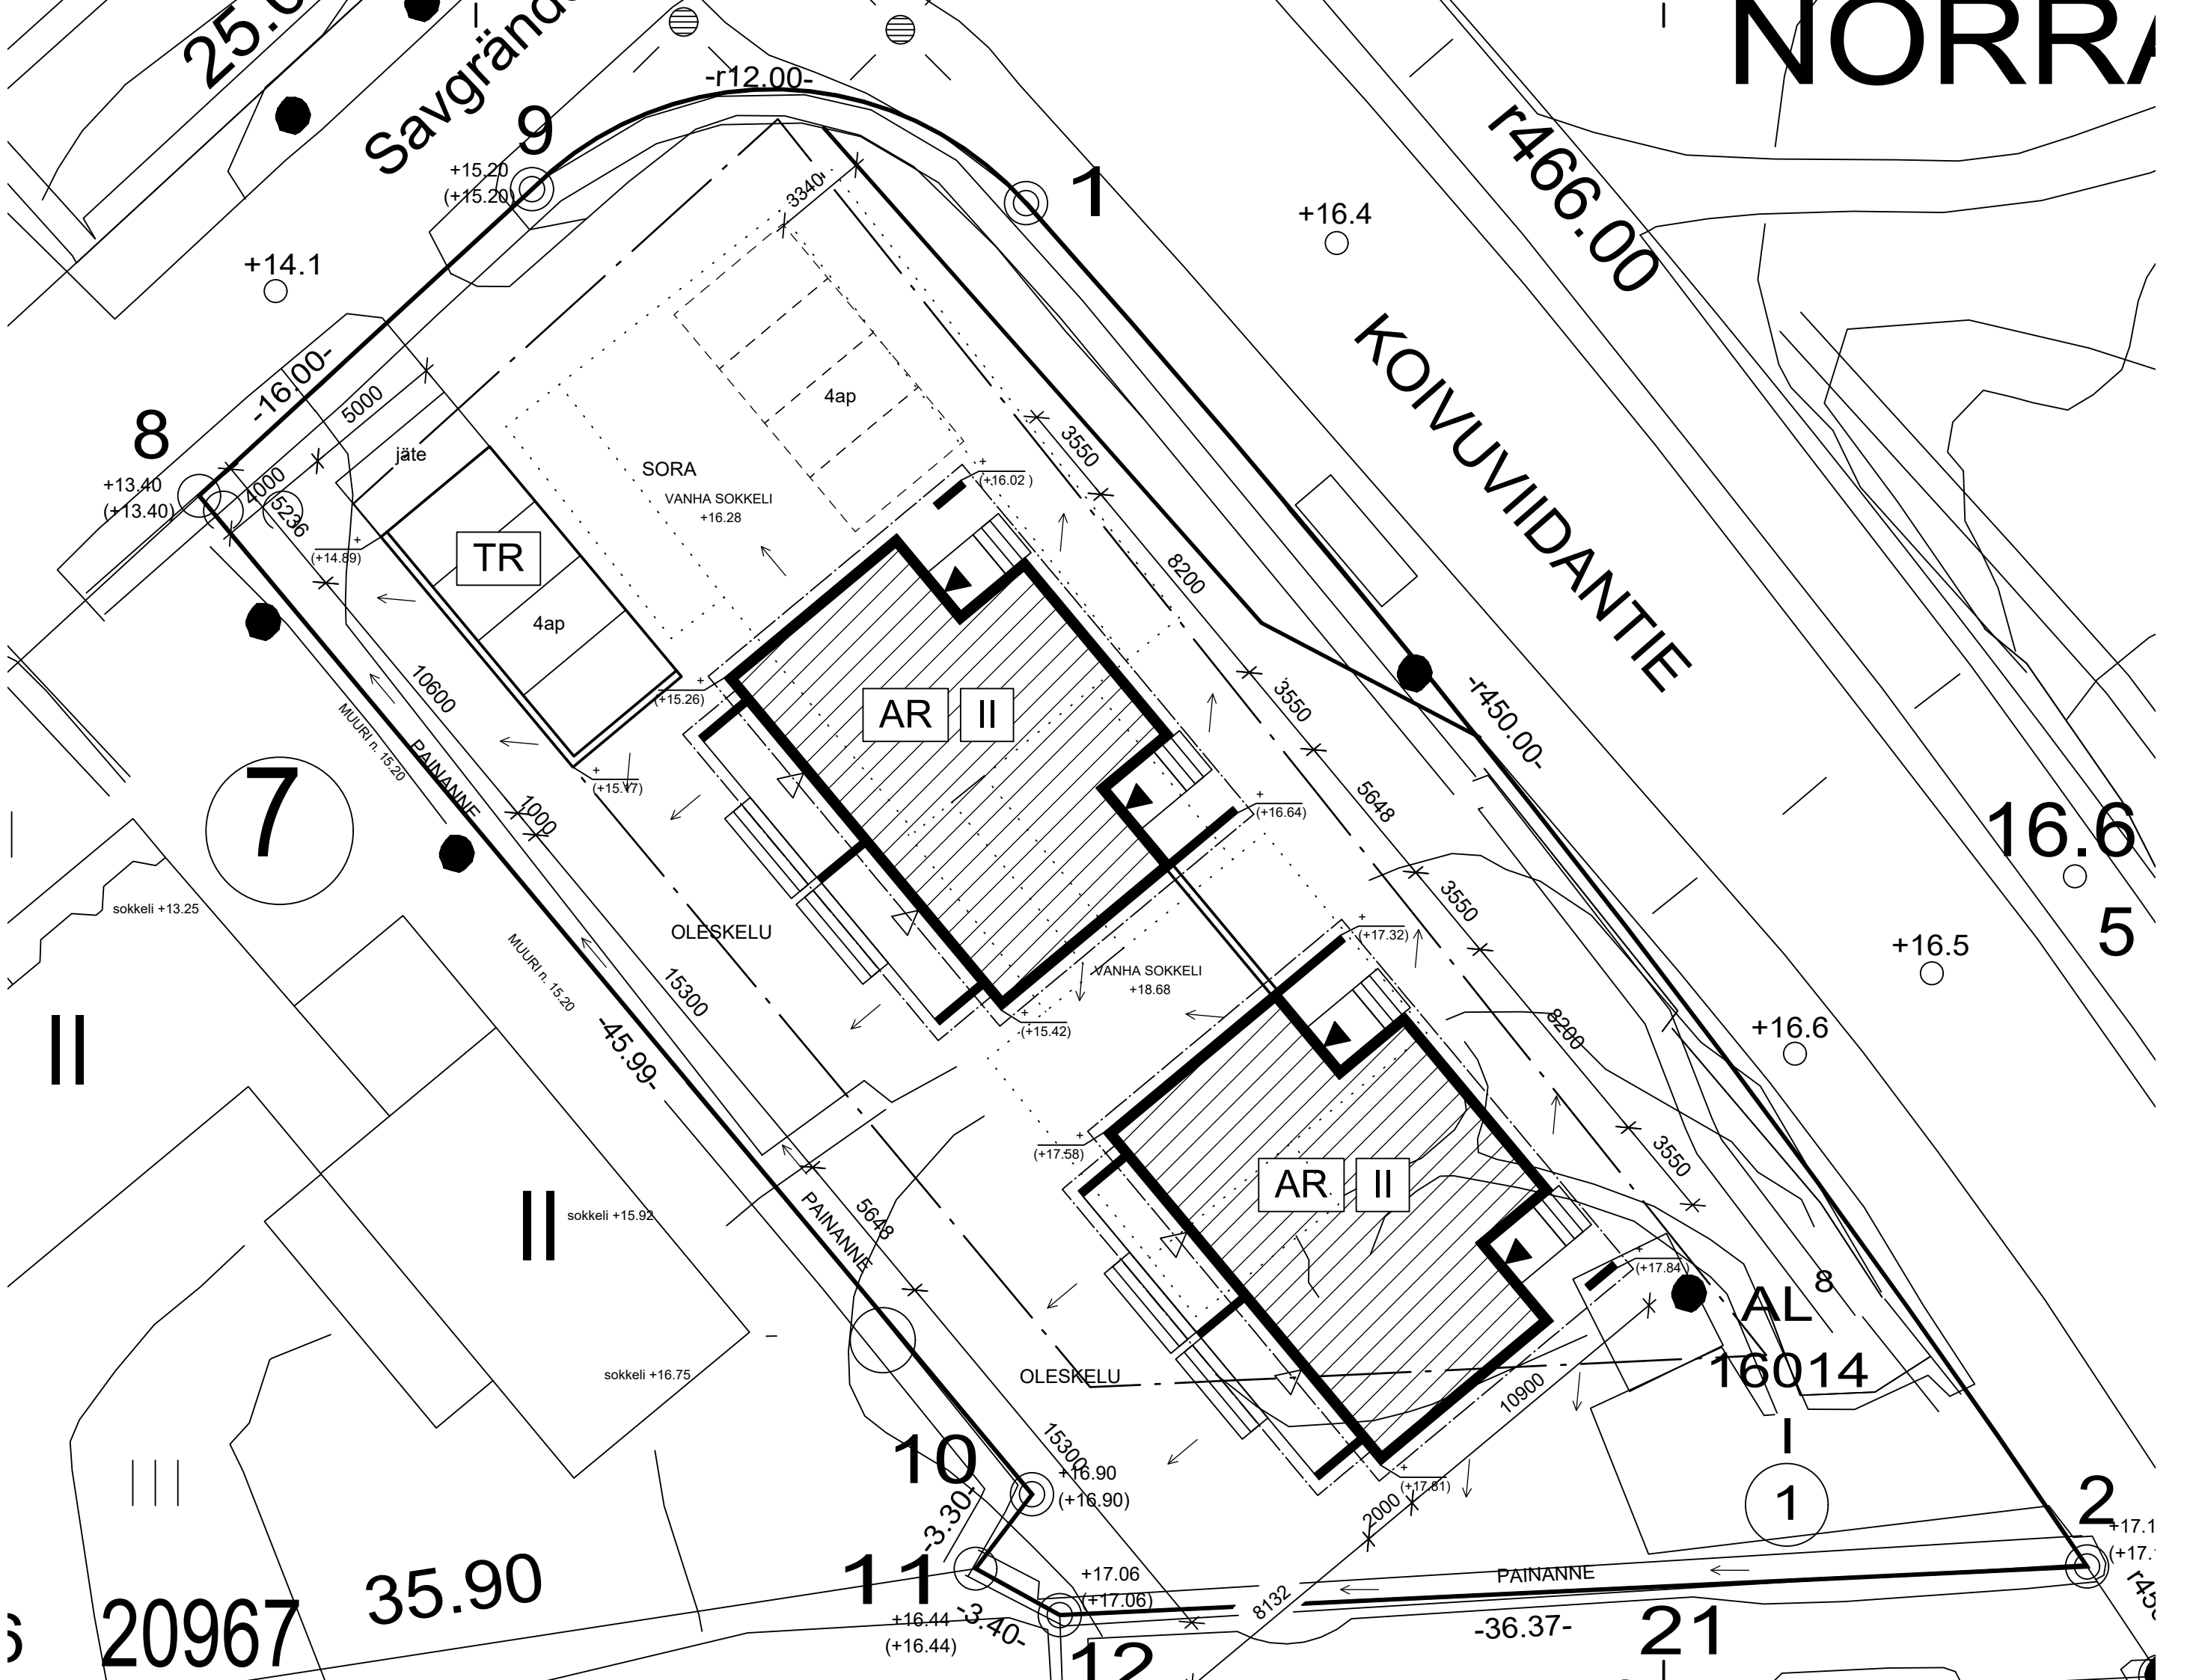 NORRA
Savgränd
-r12.00-
9
+15.20
(+15.20)
1
r466.00
3340
+16.4
+14.1
KOIVUVIIDANTIE
-16.00-
5000
4ap
8
jäte
3550
SORA
+13.40
(+13.40)
4000
5236
VANHA SOKKELI
+16.28
+
(+16.02 )
+
(+14.89)
TR
8200
4ap
10600
+
(+15.26)
AR
II
3550
-r450.00-
MUURI n. 15.20
PAINANNE
+
(+15.17)
7
1000
5648
+
(+16.64)
16.6
sokkeli +13.25
3550
5
OLESKELU
+
(+17.32)
+16.5
MUURI n. 15.20
15300
VANHA SOKKELI
+18.68
II
+
(+15.42)
8200
+16.6
-45.99-
+
(+17.58)
3550
AR
II
II
sokkeli +15.92
5648
PAINANNE
+
(+17.84)
8
AL
16014
sokkeli +16.75
OLESKELU
10900
I
10
15300
+16.90
(+16.90)
+
(+17.81)
2000
1
2
+17.1
(+17.
-3.30-
11
35.90
+17.06
(+17.06)
PAINANNE
8132
20967
+16.44
(+16.44)
-3.40-
-36.37-
21
12